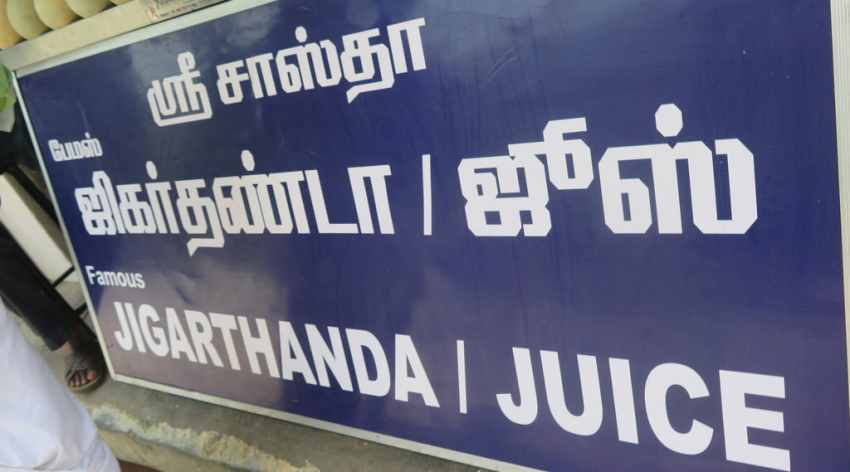 ஸ்ரீ சாஸ்தா
பேமஸ்
ஜிகர்தண்டா / ஜூஸ்
Famous
JIGARTHANDA / JUICE